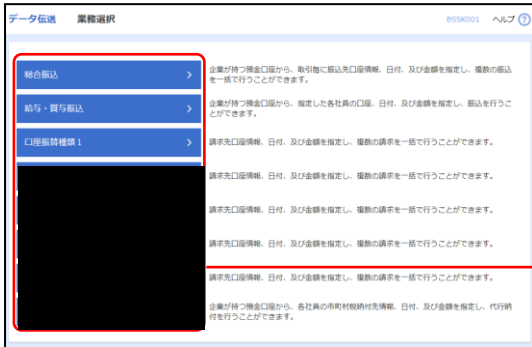 データ伝送 業務選択 BSSK001 ヘルプ ?
総合振込 >
企業が持つ預金口座から、取引毎に振込先口座情報、日付、及び金額を指定し、複数の振込
を一括で行うことができます。
給与・賞与振込 >
企業が持つ預金口座から、指定した各社員の口座、日付、及び金額を指定し、振込を行うこ
とができます。
口座振替種類1 >
請求先口座情報、日付、及び金額を指定し、複数の請求を一括で行うことができます。
請求先口座情報、日付、及び金額を指定し、複数の請求を一括で行うことができます。
請求先口座情報、日付、及び金額を指定し、複数の請求を一括で行うことができます。
請求先口座情報、日付、及び金額を指定し、複数の請求を一括で行うことができます。
請求先口座情報、日付、及び金額を指定し、複数の請求を一括で行うことができます。
企業が持つ預金口座から、各社員の市町村税納付先情報、日付、及び金額を指定し、代行納
付を行うことができます。